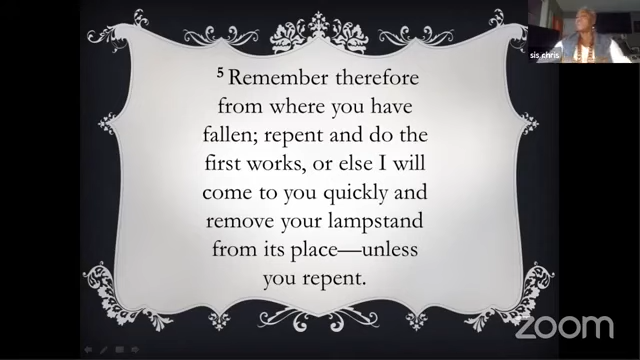 sis chris
5 Remember therefore
from where you have
fallen; repent and do the
first works, or else I will
come to you quickly and
remove your lampstand
from its place—unless
you repent.
zoom